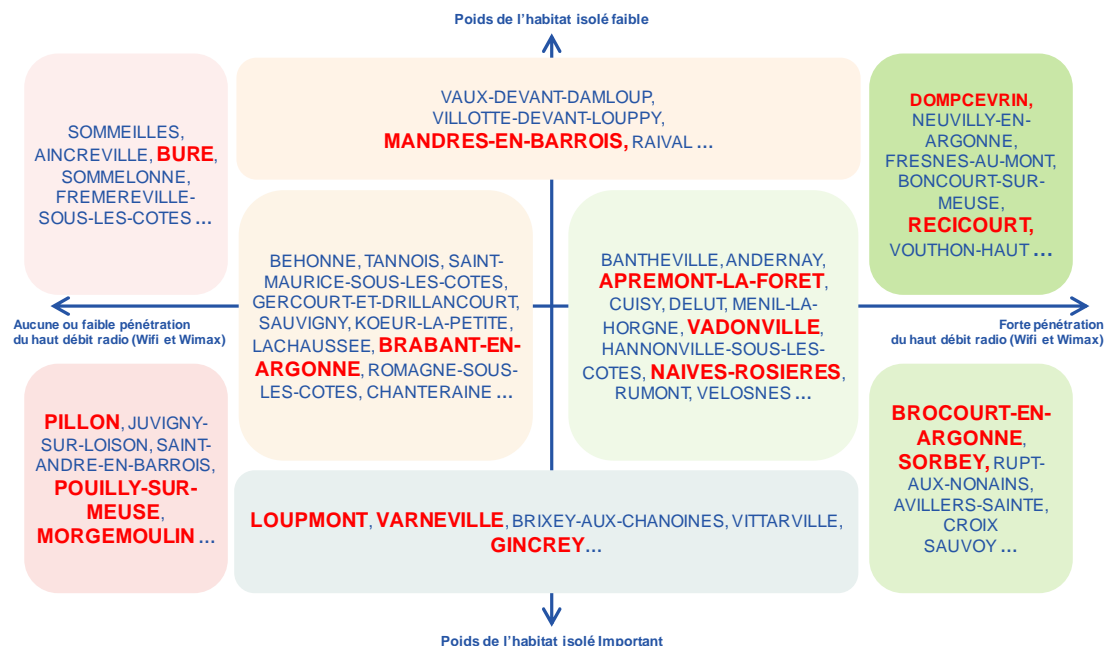 Poids de l’habitat isolé faible
SOMMEILLES,
AINCREVILLE, BURE,
SOMMELONNE,
FREMEREVILLE-
SOUS-LES-COTES ...
VAUX-DEVANT-DAMLOUP,
VILLOTTE-DEVANT-LOUPPY,
MANDRES-EN-BARROIS, RAIVAL ...
DOMPCEVRIN,
NEUVILLY-EN-
ARGONNE,
FRESNES-AU-MONT,
BONCOURT-SUR-
MEUSE,
RECICOURT,
VOUTHON-HAUT ...
BEHONNE, TANNOIS, SAINT-
MAURICE-SOUS-LES-COTES,
GERCOURT-ET-DRILLANCOURT,
SAUVIGNY, KOEUR-LA-PETITE,
LACHAUSSEE, BRABANT-EN-
ARGONNE, ROMAGNE-SOUS-
LES-COTES, CHANTERAINE ...
BANTHEVILLE, ANDERNAY,
APREMONT-LA-FORET,
CUISY, DELUT, MENIL-LA-
HORGNE, VADONVILLE,
HANNONVILLE-SOUS-LES-
COTES, NAIVES-ROSIERES,
RUMONT, VELOSNES ...
Aucune ou faible pénétration
du haut débit radio (Wifi et Wimax)
Forte pénétration
du haut débit radio (Wifi et Wimax)
PILLON, JUVIGNY-
SUR-LOISON, SAINT-
ANDRE-EN-BARROIS,
POUILLY-SUR-
MEUSE,
MORGEMOULIN ...
LOUPMONT, VARNEVILLE, BRIXEY-AUX-CHANOINES, VITTARVILLE,
GINCREY...
BROCOURT-EN-
ARGONNE,
SORBEY, RUPT-
AUX-NONAINS,
AVILLERS-SAINTE,
CROIX
SAUVOY ...
Poids de l’habitat isolé Important